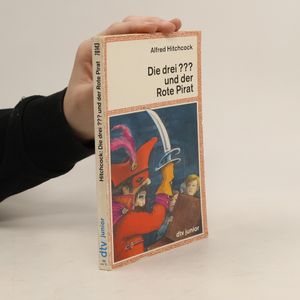 Alfred Hitchcock
Die drei ???
und der
Rote Pirat
dtv junior
Hitchcock: Die drei ??? und der Rote Pirat
dtv junior